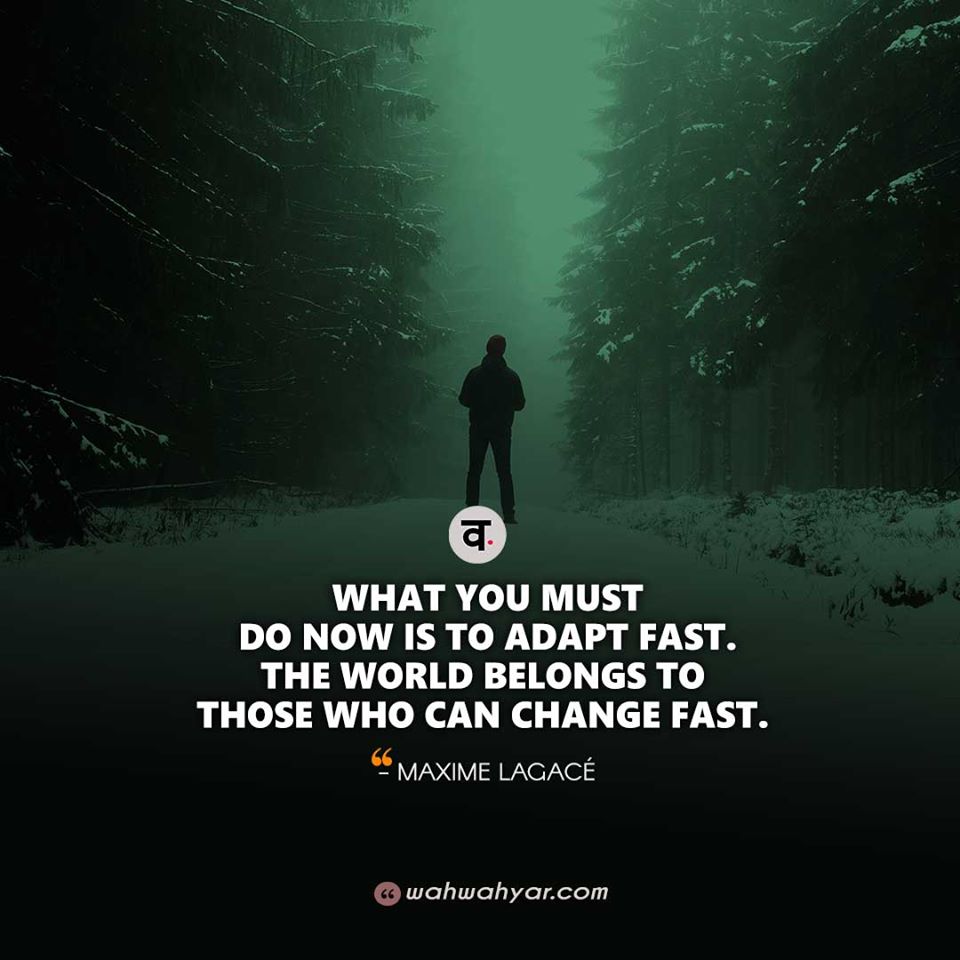 व.
WHAT YOU MUST
DO NOW IS TO ADAPT FAST.
THE WORLD BELONGS TO
THOSE WHO CAN CHANGE FAST.
“
– MAXIME LAGACÉ
“ wahwahyar.com